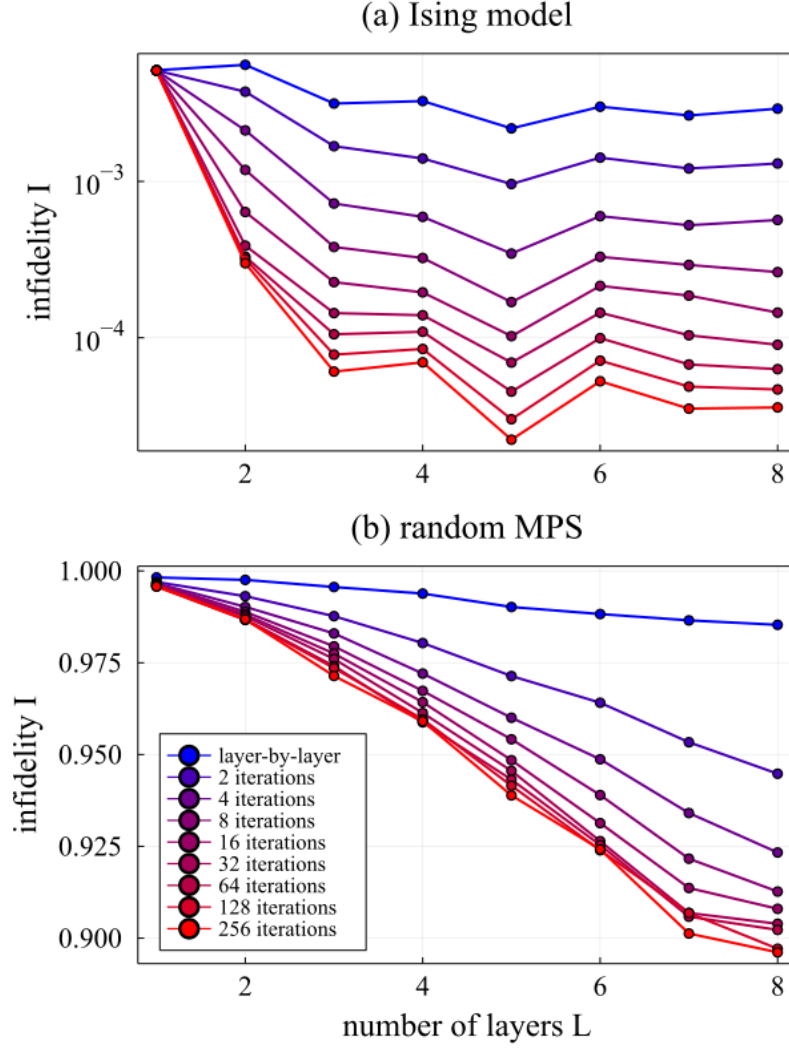 (a) Ising model
infidelity I
10⁻³
10⁻⁴
2 4 6 8
(b) random MPS
infidelity I
1.000
0.975
0.950
0.925
0.900
layer-by-layer
2 iterations
4 iterations
8 iterations
16 iterations
32 iterations
64 iterations
128 iterations
256 iterations
2 4 6 8
number of layers L